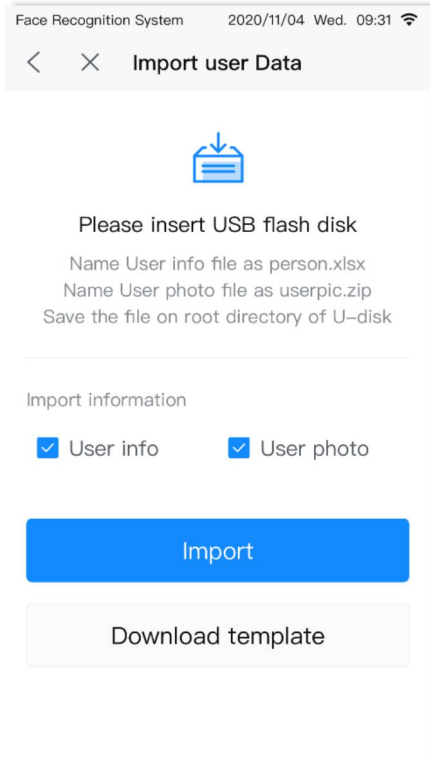 Face Recognition System 2020/11/04 Wed. 09:31
Import user Data
Please insert USB flash disk
Name User info file as person.xlsx
Name User photo file as userpic.zip
Save the file on root directory of U-disk
Import information
User info User photo
Import
Download template